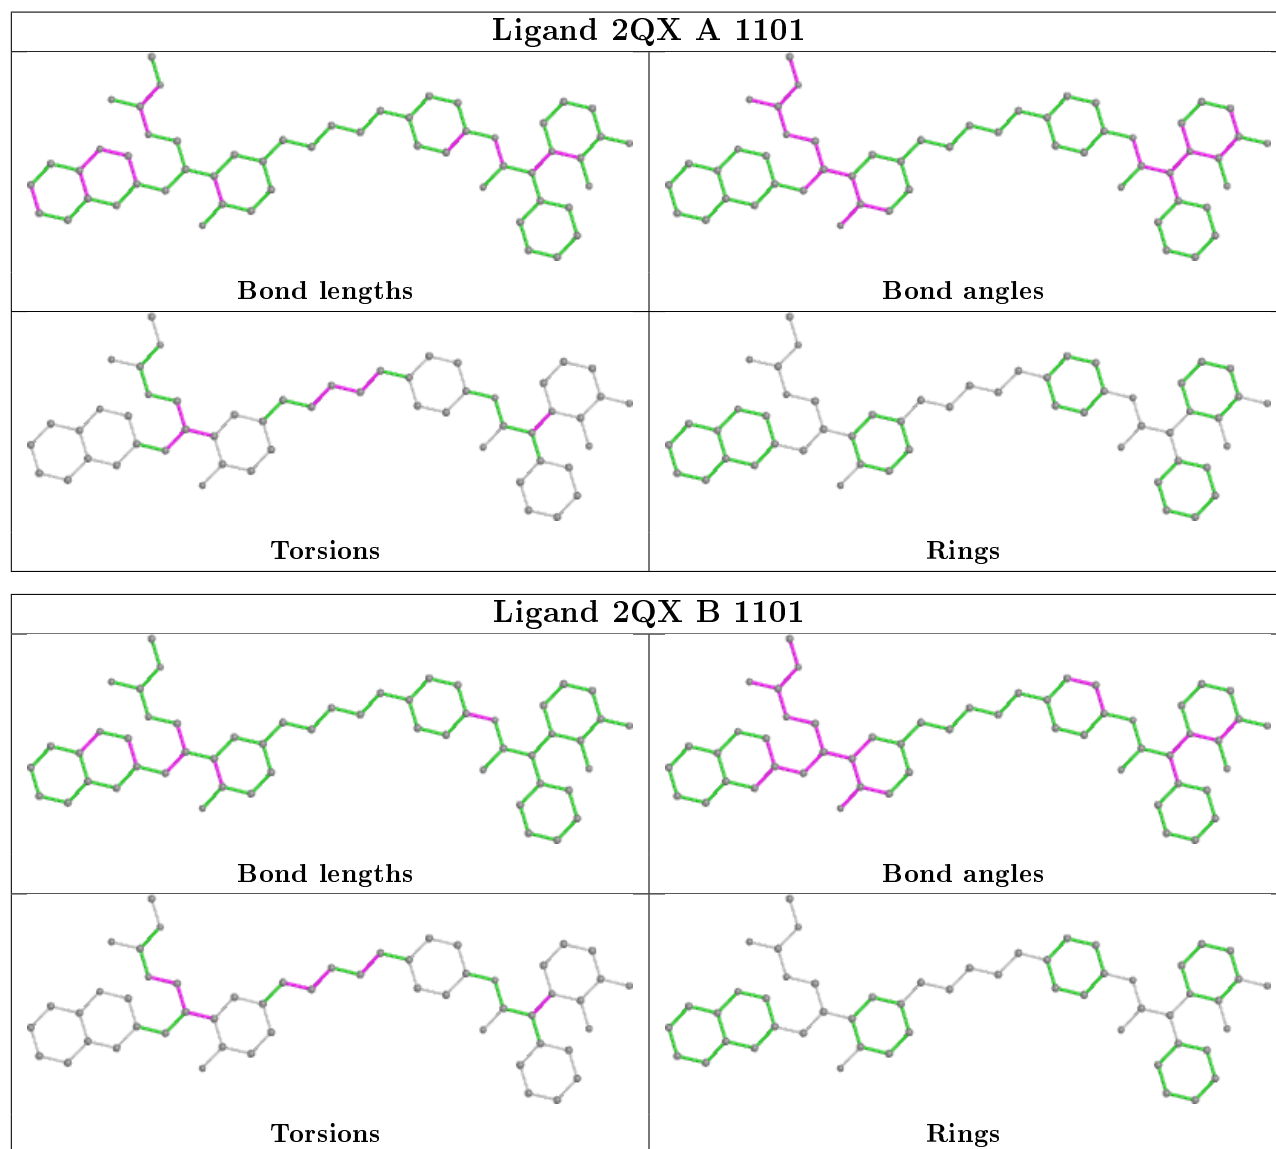 Ligand 2QX A 1101
Bond lengths
Bond angles
Torsions
Rings
Ligand 2QX B 1101
Bond lengths
Bond angles
Torsions
Rings